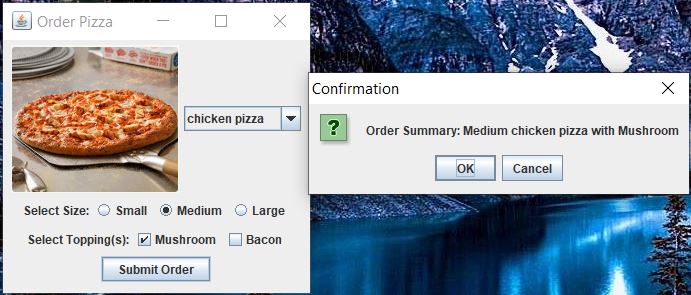 Order Pizza
chicken pizza
Select Size: Small Medium Large
Select Topping(s): Mushroom Bacon
Submit Order
Confirmation
Order Summary: Medium chicken pizza with Mushroom
OK Cancel